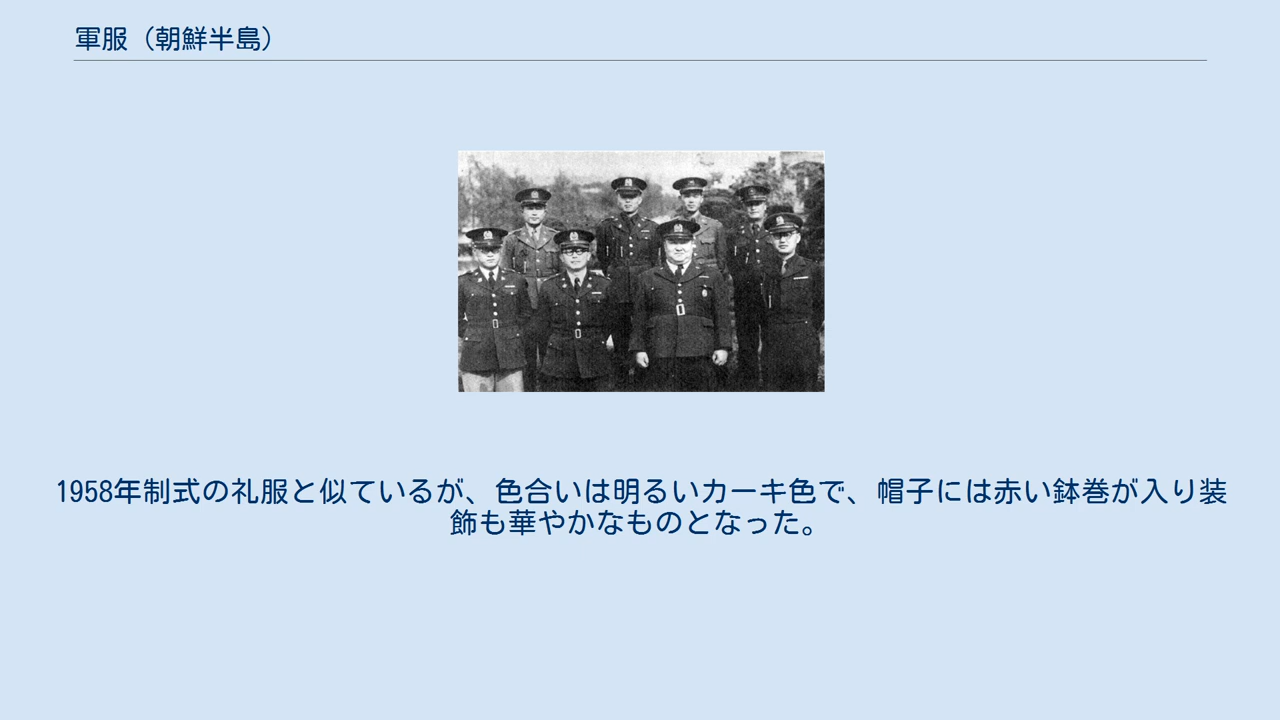 軍服（朝鮮半島）
1958年制式の礼服と似ているが、色合いは明るいカーキ色で、帽子には赤い鉢巻が入り装
飾も華やかなものとなった。